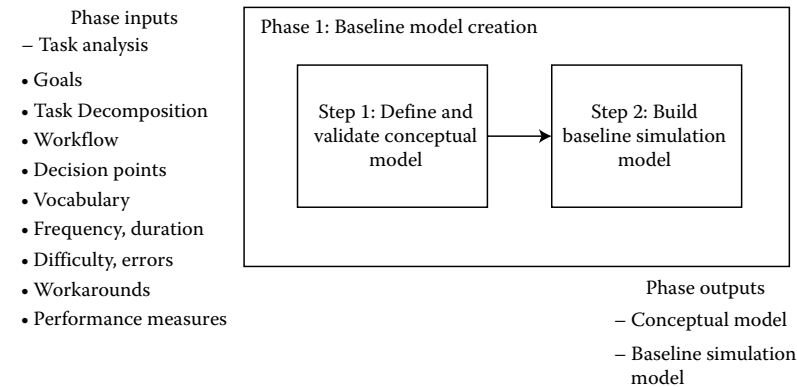 Phase inputs
– Task analysis
• Goals
• Task Decomposition
• Workflow
• Decision points
• Vocabulary
• Frequency, duration
• Difficulty, errors
• Workarounds
• Performance measures
Phase 1: Baseline model creation
Step 1: Define and
validate conceptual
model
Step 2: Build
baseline simulation
model
Phase outputs
– Conceptual model
– Baseline simulation
model